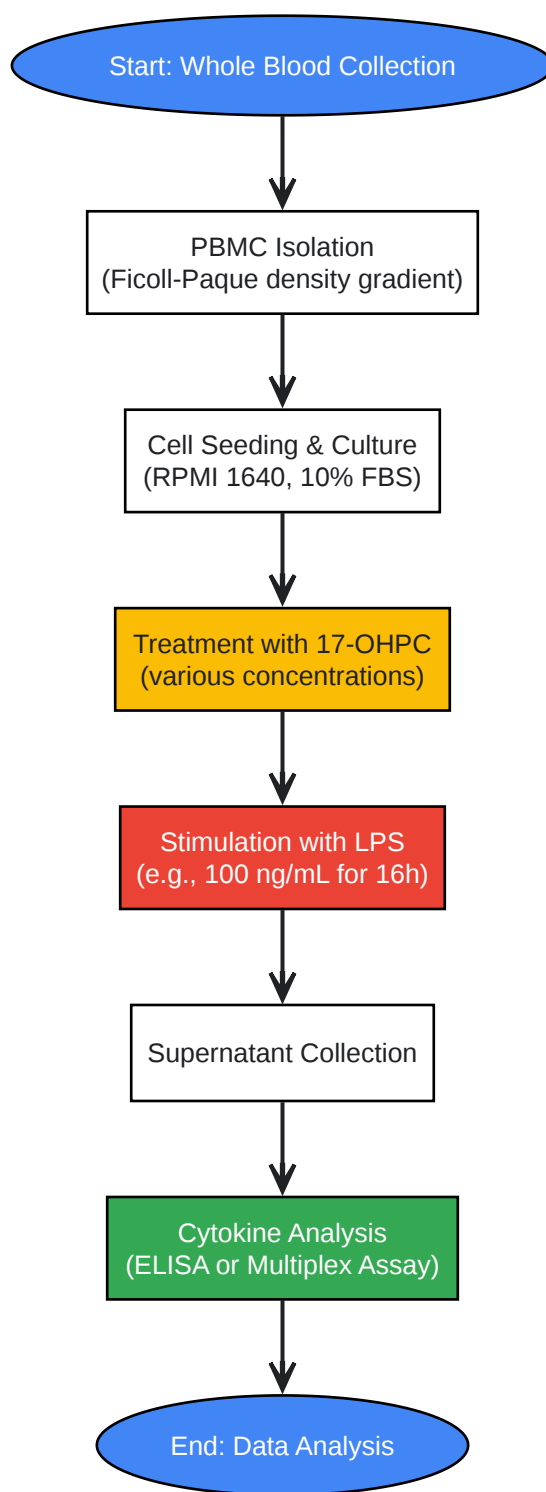 Start: Whole Blood Collection
PBMC Isolation
(Ficoll-Paque density gradient)
Cell Seeding & Culture
(RPMI 1640, 10% FBS)
Treatment with 17-OHPC
(various concentrations)
Stimulation with LPS
(e.g., 100 ng/mL for 16h)
Supernatant Collection
Cytokine Analysis
(ELISA or Multiplex Assay)
End: Data Analysis